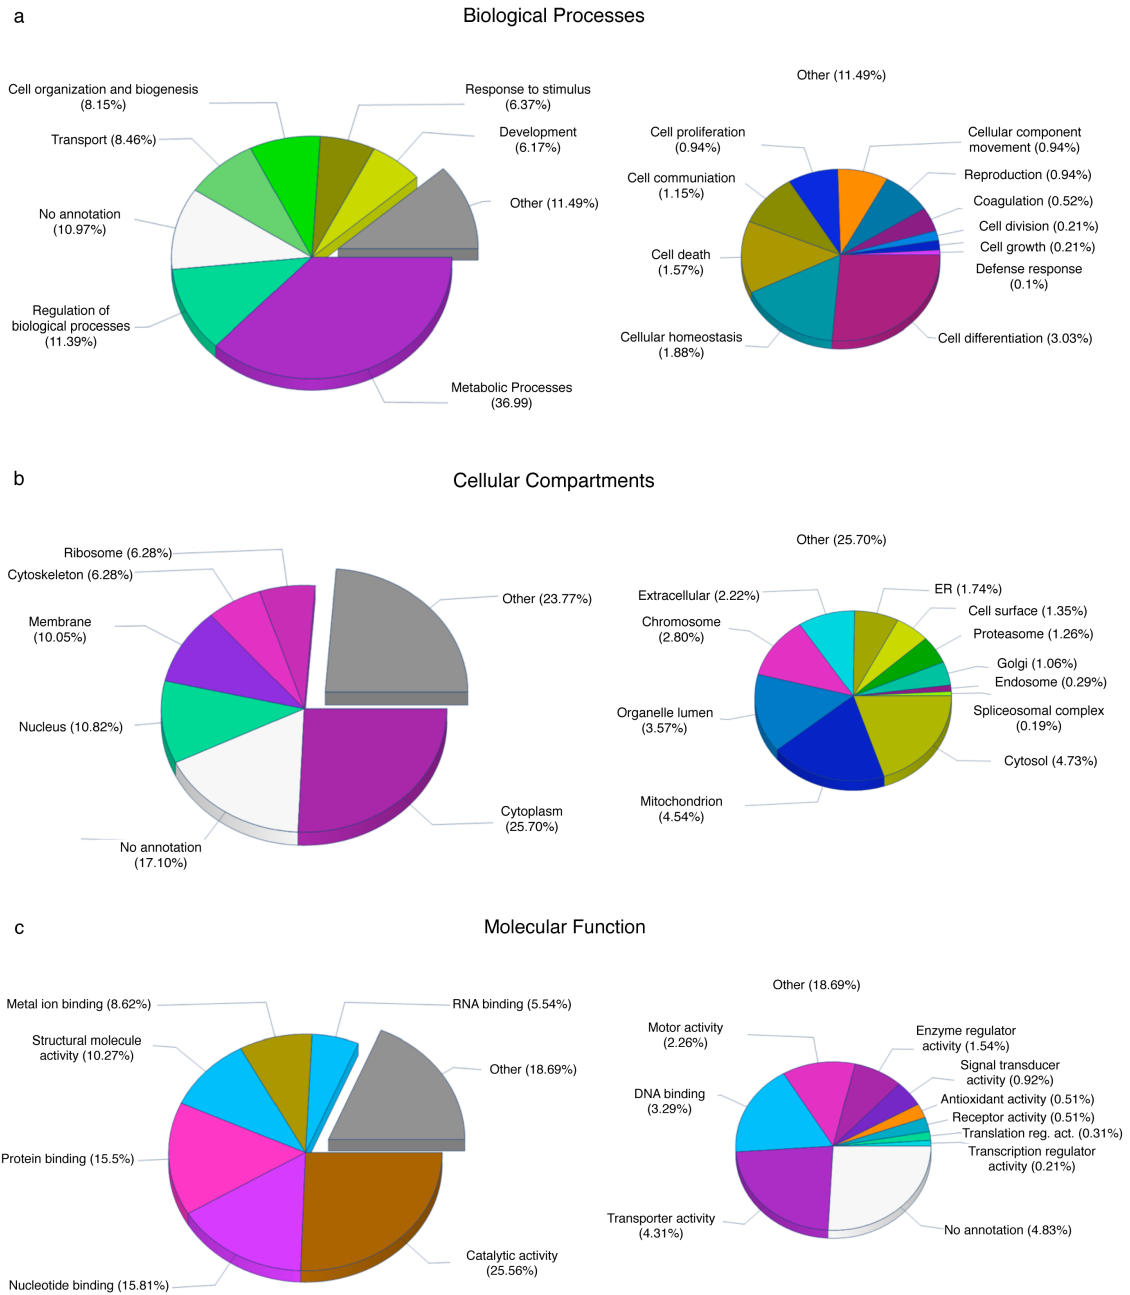 a
Biological Processes
Cell organization and biogenesis
(8.15%)
Response to stimulus
(6.37%)
Transport (8.46%)
Development
(6.17%)
No annotation
(10.97%)
Other (11.49%)
Regulation of
biological processes
(11.39%)
Metabolic Processes
(36.99)
Other (11.49%)
Cell proliferation
(0.94%)
Cellular component
movement (0.94%)
Cell communiation
(1.15%)
Reproduction (0.94%)
Coagulation (0.52%)
Cell division (0.21%)
Cell growth (0.21%)
Cell death
(1.57%)
Defense response
(0.1%)
Cellular homeostasis
(1.88%)
Cell differentiation (3.03%)
b
Cellular Compartments
Ribosome (6.28%)
Cytoskeleton (6.28%)
Other (23.77%)
Membrane
(10.05%)
Nucleus (10.82%)
Cytoplasm
(25.70%)
No annotation
(17.10%)
Other (25.70%)
Extracellular (2.22%)
ER (1.74%)
Cell surface (1.35%)
Chromosome
(2.80%)
Proteasome (1.26%)
Golgi (1.06%)
Endosome (0.29%)
Organelle lumen
(3.57%)
Spliceosomal complex
(0.19%)
Cytosol (4.73%)
Mitochondrion
(4.54%)
c
Molecular Function
Metal ion binding (8.62%)
RNA binding (5.54%)
Structural molecule
activity (10.27%)
Other (18.69%)
Protein binding (15.5%)
Catalytic activity
(25.56%)
Nucleotide binding (15.81%)
Other (18.69%)
Motor activity
(2.26%)
Enzyme regulator
activity (1.54%)
Signal transducer
activity (0.92%)
DNA binding
(3.29%)
Antioxidant activity (0.51%)
Receptor activity (0.51%)
Translation reg. act. (0.31%)
Transcription regulator
activity (0.21%)
Transporter activity
(4.31%)
No annotation (4.83%)